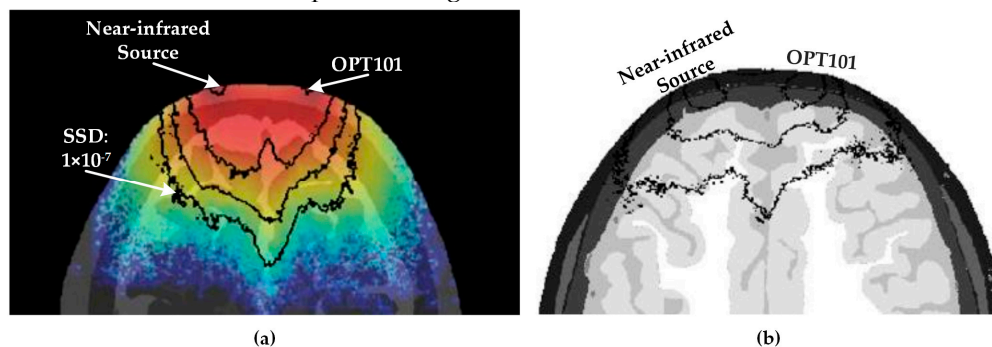 Near-infrared
Source
OPT101
SSD:
1×10⁻⁷
(a)
Near-infrared
Source
OPT101
(b)